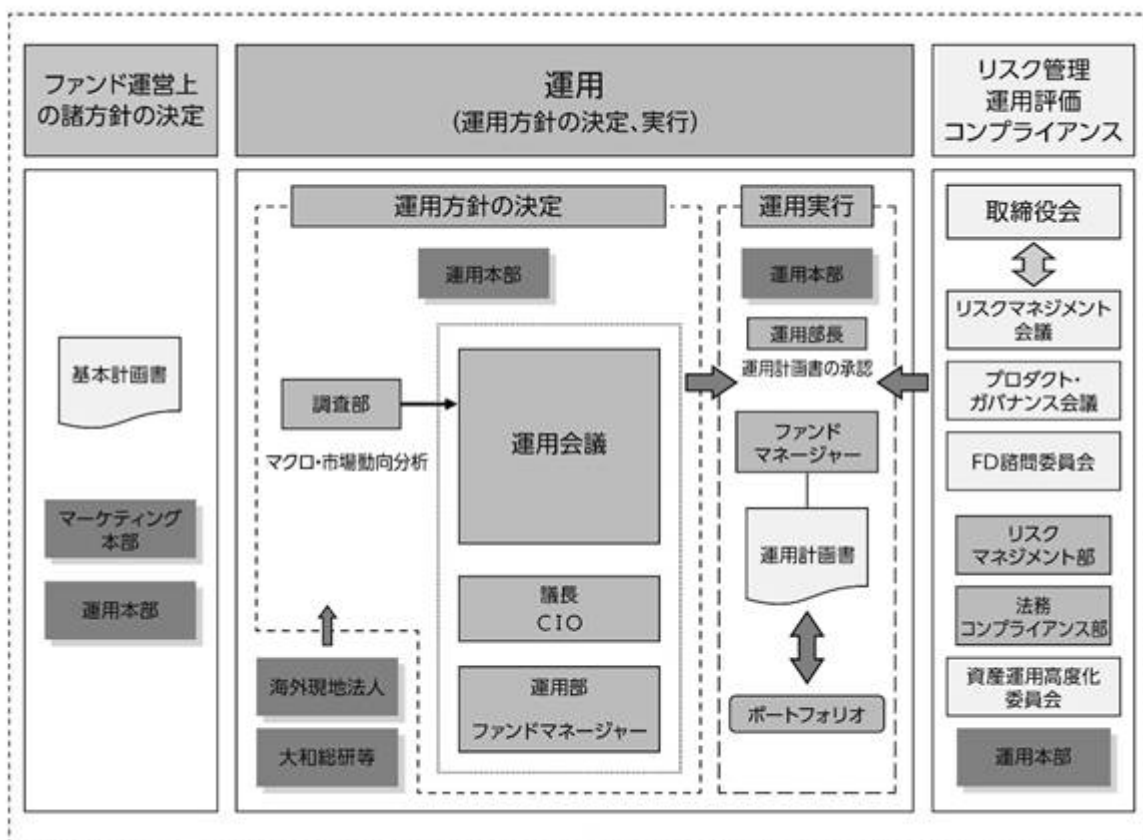 ファンド運営上
の諸方針の決定
運用
(運用方針の決定、実行)
リスク管理
運用評価
コンプライアンス
基本計画書
マーケティング
本部
運用本部
運用方針の決定
運用本部
調査部
マクロ・市場動向分析
運用会議
議長
CIO
運用部
ファンドマネージャー
海外現地法人
大和総研等
運用実行
運用本部
運用部長
運用計画書の承認
ファンド
マネージャー
運用計画書
ポートフォリオ
取締役会
リスクマネジメント
会議
プロダクト・
ガバナンス会議
FD諮問委員会
リスク
マネジメント部
法務
コンプライアンス部
資産運用高度化
委員会
運用本部